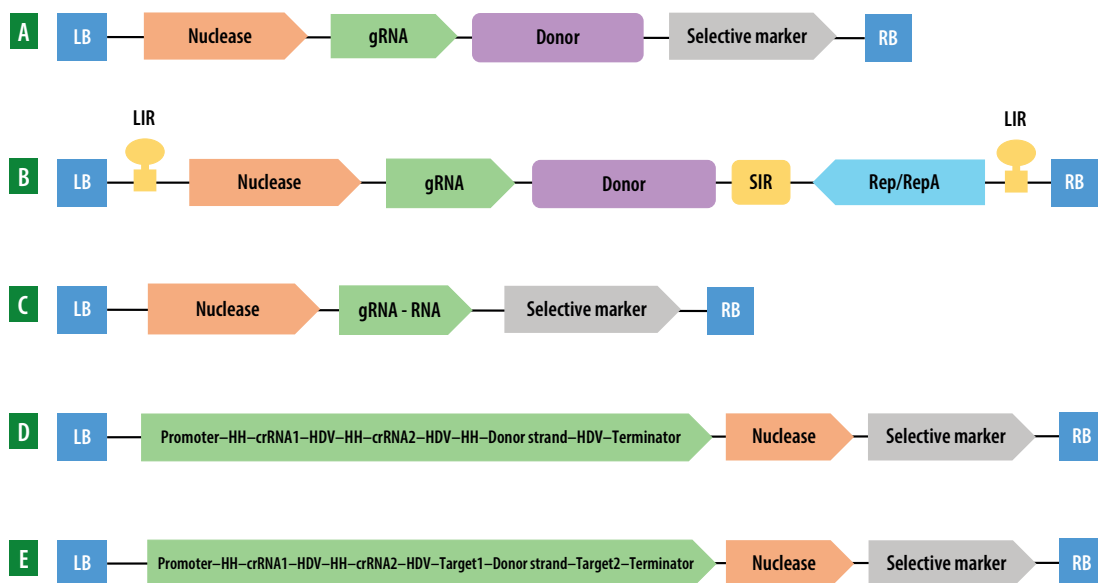 A LB Nuclease gRNA Donor Selective marker RB
LIR LIR
B LB Nuclease gRNA Donor SIR Rep/RepA RB
C LB Nuclease gRNA - RNA Selective marker RB
D LB Promoter–HH–crRNA1–HDV–HH–crRNA2–HDV–HH–Donor strand–HDV–Terminator Nuclease Selective marker RB
E LB Promoter–HH–crRNA1–HDV–HH–crRNA2–HDV–Target1–Donor strand–Target2–Terminator Nuclease Selective marker RB